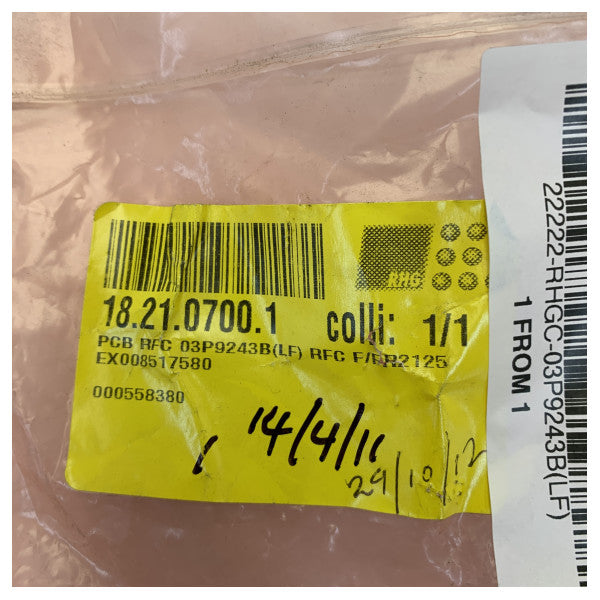 RHG
18.21.0700.1 colli: 1/1
PCB RFC 03P9243B(LF) RFC F/RR2125
EX008517580
000558380
14/4/11
29/10/12
22222-RHGC-03P9243B(LF)
1 FROM 1